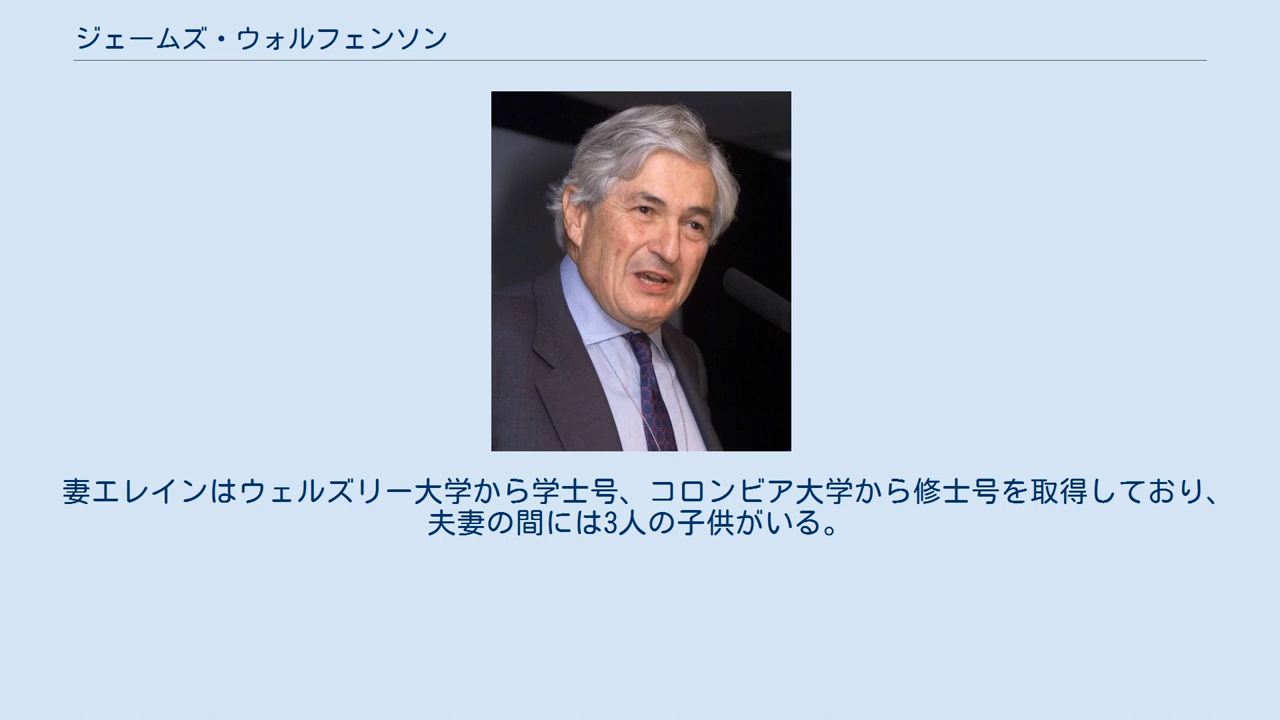 ジェームズ・ウォルフェンソン
妻エレインはウェルズリー大学から学士号、コロンビア大学から修士号を取得しており、
夫妻の間には3人の子供がいる。